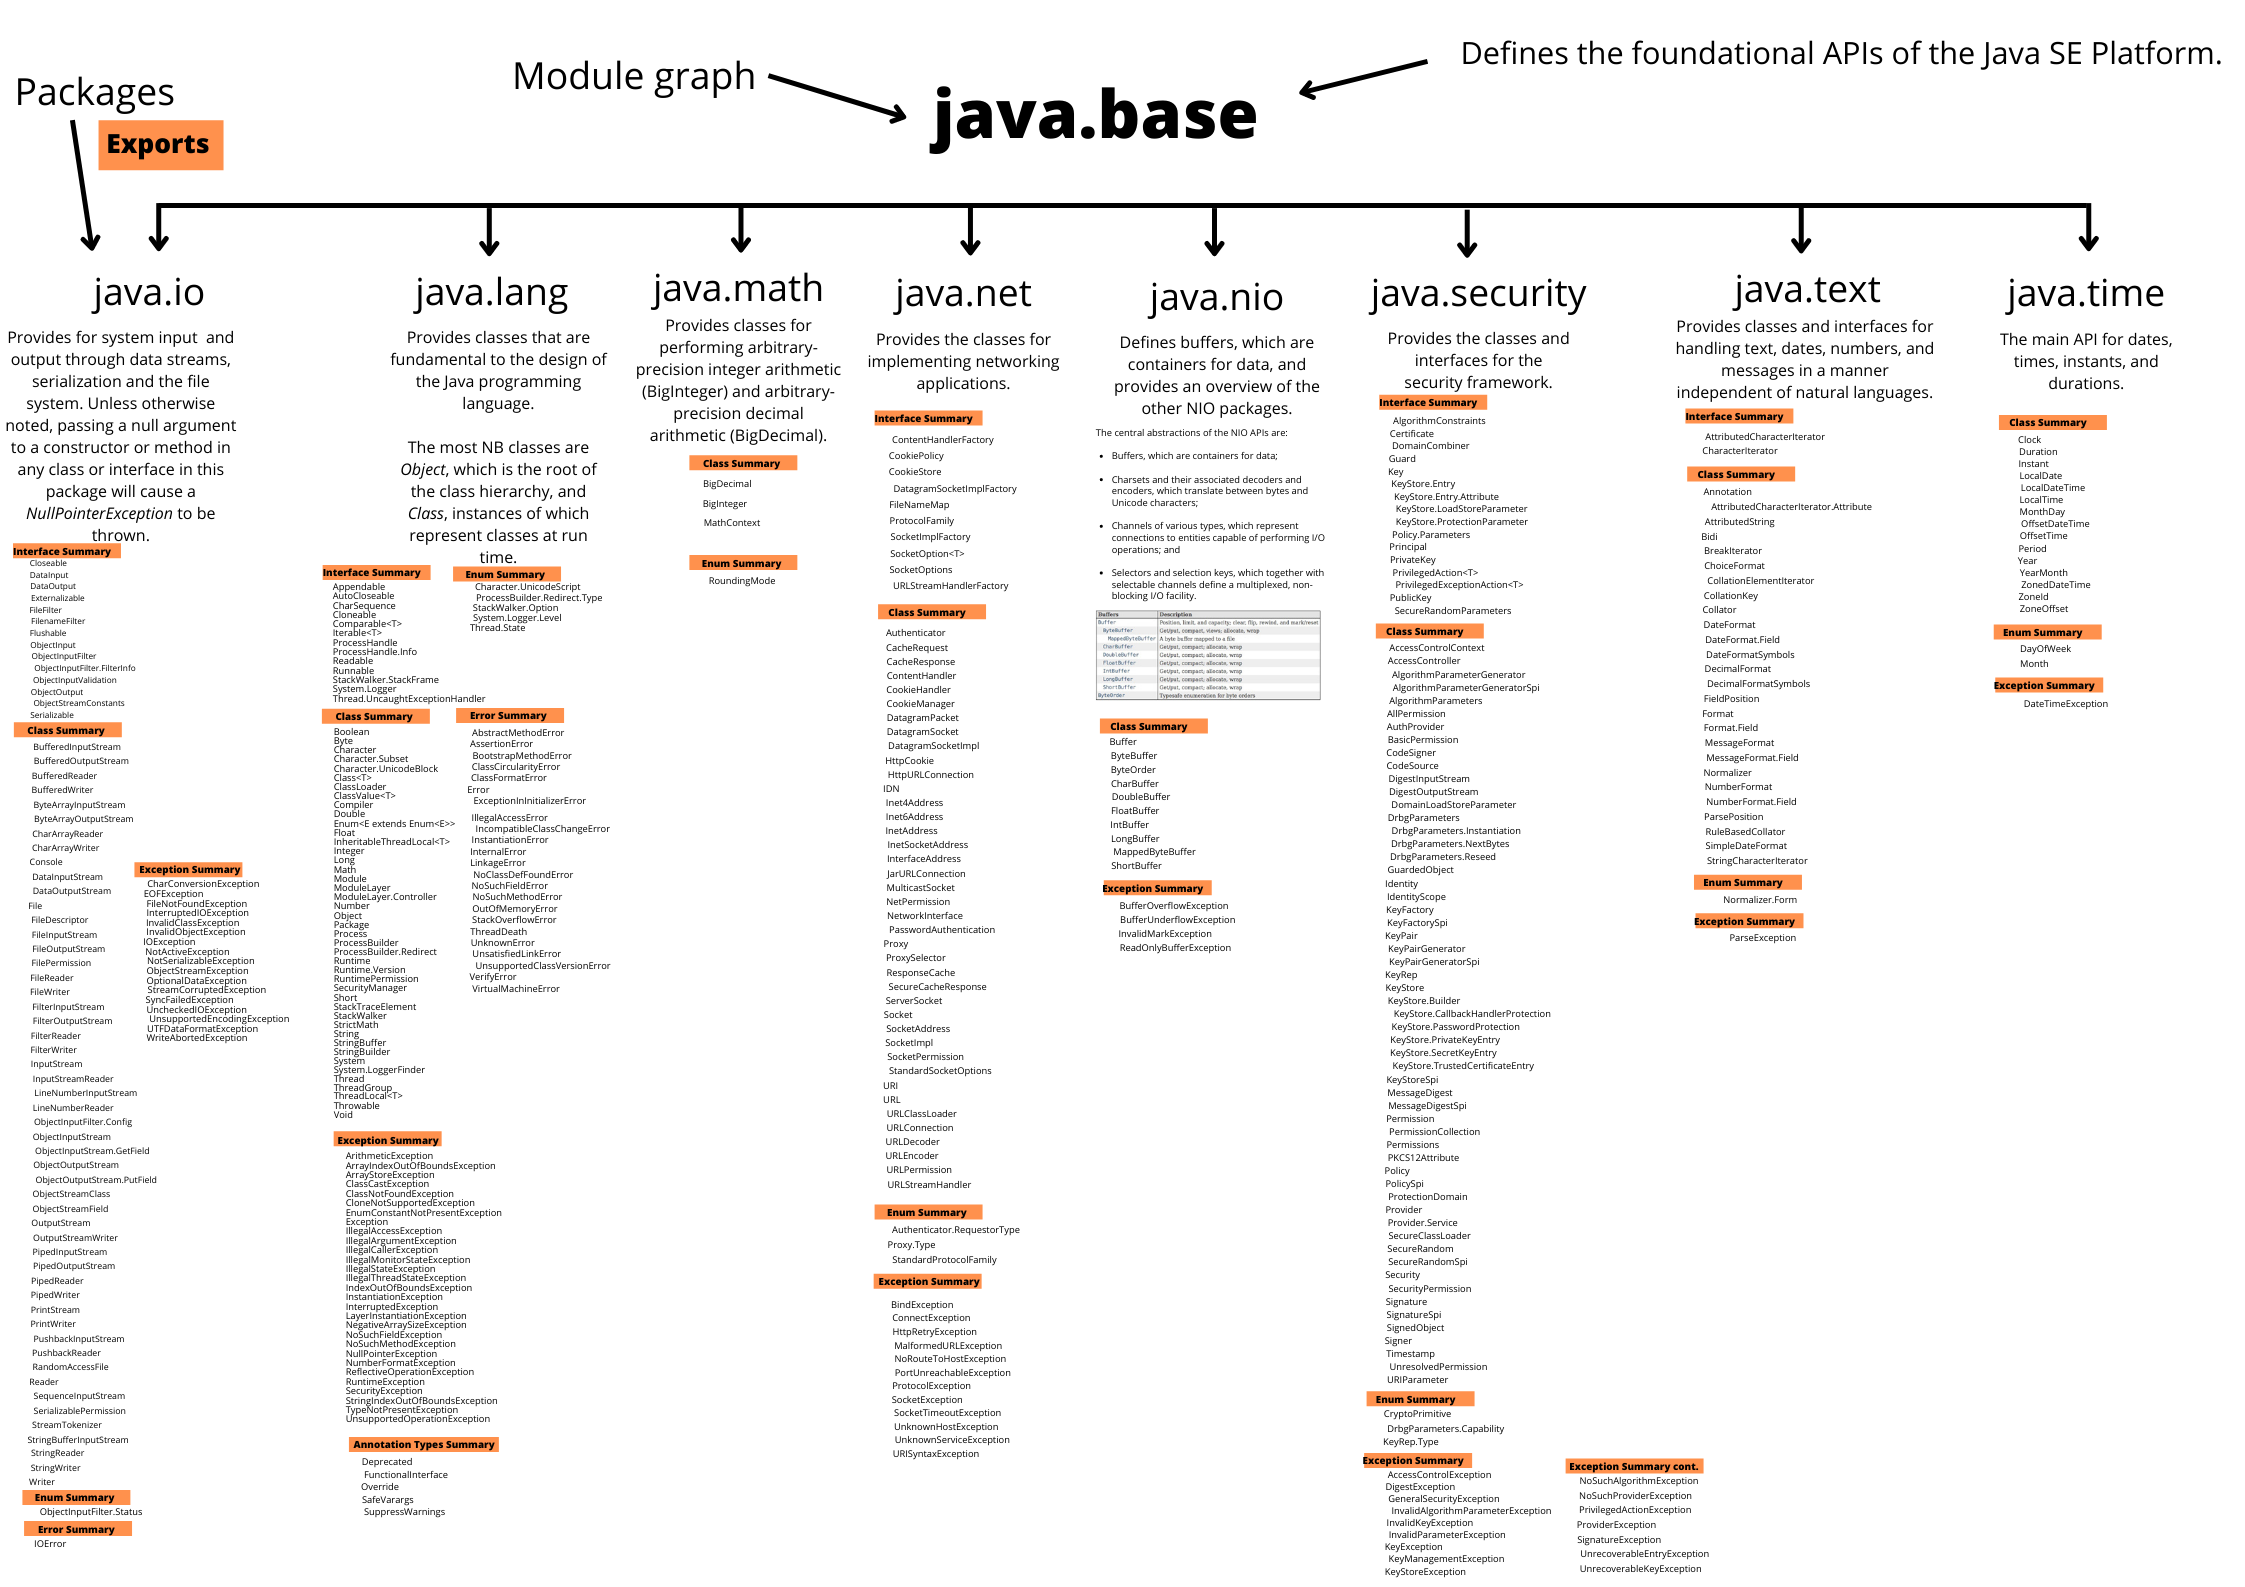 Packages
Exports
Module graph
java.base
Defines the foundational APIs of the Java SE Platform.
java.io
Provides for system input  and
output through data streams,
serialization and the file
system. Unless otherwise
noted, passing a null argument
to a constructor or method in
any class or interface in this
package will cause a
NullPointerException to be
thrown.
Interface Summary
Closeable
DataInput
DataOutput
Externalizable
FileFilter
FilenameFilter
Flushable
ObjectInput
ObjectInputFilter
ObjectInputFilter.FilterInfo
ObjectInputValidation
ObjectOutput
ObjectStreamConstants
Serializable
Class Summary
BufferedInputStream
BufferedOutputStream
BufferedReader
BufferedWriter
ByteArrayInputStream
ByteArrayOutputStream
CharArrayReader
CharArrayWriter
Console
DataInputStream
DataOutputStream
File
FileDescriptor
FileInputStream
FileOutputStream
FilePermission
FileReader
FileWriter
FilterInputStream
FilterOutputStream
FilterReader
FilterWriter
InputStream
InputStreamReader
LineNumberInputStream
LineNumberReader
ObjectInputFilter.Config
ObjectInputStream
ObjectInputStream.GetField
ObjectOutputStream
ObjectOutputStream.PutField
ObjectStreamClass
ObjectStreamField
OutputStream
OutputStreamWriter
PipedInputStream
PipedOutputStream
PipedReader
PipedWriter
PrintStream
PrintWriter
PushbackInputStream
PushbackReader
RandomAccessFile
Reader
SequenceInputStream
SerializablePermission
StreamTokenizer
StringBufferInputStream
StringReader
StringWriter
Writer
Enum Summary
ObjectInputFilter.Status
Error Summary
IOError
Exception Summary
CharConversionException
EOFException
FileNotFoundException
InterruptedIOException
InvalidClassException
InvalidObjectException
IOException
NotActiveException
NotSerializableException
ObjectStreamException
OptionalDataException
StreamCorruptedException
SyncFailedException
UncheckedIOException
UnsupportedEncodingException
UTFDataFormatException
WriteAbortedException
java.lang
Provides classes that are
fundamental to the design of
the Java programming
language.
The most NB classes are
Object, which is the root of
the class hierarchy, and
Class, instances of which
represent classes at run
time.
Interface Summary
Appendable
AutoCloseable
CharSequence
Cloneable
Comparable<T>
Iterable<T>
ProcessHandle
ProcessHandle.Info
Readable
Runnable
StackWalker.StackFrame
System.Logger
Thread.UncaughtExceptionHandler
Enum Summary
Character.UnicodeScript
ProcessBuilder.Redirect.Type
StackWalker.Option
System.Logger.Level
Thread.State
Class Summary
Boolean
Byte
Character
Character.Subset
Character.UnicodeBlock
Class<T>
ClassLoader
ClassValue<T>
Compiler
Double
Enum<E extends Enum<E>>
Float
InheritableThreadLocal<T>
Integer
Long
Math
Module
ModuleLayer
ModuleLayer.Controller
Number
Object
Package
Process
ProcessBuilder
ProcessBuilder.Redirect
Runtime
Runtime.Version
RuntimePermission
SecurityManager
Short
StackTraceElement
StackWalker
StrictMath
String
StringBuffer
StringBuilder
System
System.LoggerFinder
Thread
ThreadGroup
ThreadLocal<T>
Throwable
Void
Error Summary
AbstractMethodError
AssertionError
BootstrapMethodError
ClassCircularityError
ClassFormatError
Error
ExceptionInInitializerError
IllegalAccessError
IncompatibleClassChangeError
InstantiationError
InternalError
LinkageError
NoClassDefFoundError
NoSuchFieldError
NoSuchMethodError
OutOfMemoryError
StackOverflowError
ThreadDeath
UnknownError
UnsatisfiedLinkError
UnsupportedClassVersionError
VerifyError
VirtualMachineError
Exception Summary
ArithmeticException
ArrayIndexOutOfBoundsException
ArrayStoreException
ClassCastException
ClassNotFoundException
CloneNotSupportedException
EnumConstantNotPresentException
Exception
IllegalAccessException
IllegalArgumentException
IllegalCallerException
IllegalMonitorStateException
IllegalStateException
IllegalThreadStateException
IndexOutOfBoundsException
InstantiationException
InterruptedException
LayerInstantiationException
NegativeArraySizeException
NoSuchFieldException
NoSuchMethodException
NullPointerException
NumberFormatException
ReflectiveOperationException
RuntimeException
SecurityException
StringIndexOutOfBoundsException
TypeNotPresentException
UnsupportedOperationException
Annotation Types Summary
Deprecated
FunctionalInterface
Override
SafeVarargs
SuppressWarnings
java.math
Provides classes for
performing arbitrary-
precision integer arithmetic
(BigInteger) and arbitrary-
precision decimal
arithmetic (BigDecimal).
Class Summary
BigDecimal
BigInteger
MathContext
Enum Summary
RoundingMode
java.net
Provides the classes for
implementing networking
applications.
Interface Summary
ContentHandlerFactory
CookiePolicy
CookieStore
DatagramSocketImplFactory
FileNameMap
ProtocolFamily
SocketImplFactory
SocketOption<T>
SocketOptions
URLStreamHandlerFactory
Class Summary
Authenticator
CacheRequest
CacheResponse
ContentHandler
CookieHandler
CookieManager
DatagramPacket
DatagramSocket
DatagramSocketImpl
HttpCookie
HttpURLConnection
IDN
Inet4Address
Inet6Address
InetAddress
InetSocketAddress
InterfaceAddress
JarURLConnection
MulticastSocket
NetPermission
NetworkInterface
PasswordAuthentication
Proxy
ProxySelector
ResponseCache
SecureCacheResponse
ServerSocket
Socket
SocketAddress
SocketImpl
SocketPermission
StandardSocketOptions
URI
URL
URLClassLoader
URLConnection
URLDecoder
URLEncoder
URLPermission
URLStreamHandler
Enum Summary
Authenticator.RequestorType
Proxy.Type
StandardProtocolFamily
Exception Summary
BindException
ConnectException
HttpRetryException
MalformedURLException
NoRouteToHostException
PortUnreachableException
ProtocolException
SocketException
SocketTimeoutException
UnknownHostException
UnknownServiceException
URISyntaxException
java.nio
Defines buffers, which are
containers for data, and
provides an overview of the
other NIO packages.
The central abstractions of the NIO APIs are:
• Buffers, which are containers for data;
• Charsets and their associated decoders and
encoders, which translate between bytes and
Unicode characters;
• Channels of various types, which represent
connections to entities capable of performing I/O
operations; and
• Selectors and selection keys, which together with
selectable channels define a multiplexed, non-
blocking I/O facility.
Buffers Description
Buffer Position, limit, and capacity; clear, flip, rewind, and mark/reset
ByteBuffer Get/put, compact, views; allocate, wrap
MappedByteBuffer A byte buffer mapped to a file
CharBuffer Get/put, compact; allocate, wrap
DoubleBuffer Get/put, compact; allocate, wrap
FloatBuffer Get/put, compact; allocate, wrap
IntBuffer Get/put, compact; allocate, wrap
LongBuffer Get/put, compact; allocate, wrap
ShortBuffer Get/put, compact; allocate, wrap
ByteOrder Typesafe enumeration for byte orders
Class Summary
Buffer
ByteBuffer
ByteOrder
CharBuffer
DoubleBuffer
FloatBuffer
IntBuffer
LongBuffer
MappedByteBuffer
ShortBuffer
Exception Summary
BufferOverflowException
BufferUnderflowException
InvalidMarkException
ReadOnlyBufferException
java.security
Provides the classes and
interfaces for the
security framework.
Interface Summary
AlgorithmConstraints
Certificate
DomainCombiner
Guard
Key
KeyStore.Entry
KeyStore.Entry.Attribute
KeyStore.LoadStoreParameter
KeyStore.ProtectionParameter
Policy.Parameters
Principal
PrivateKey
PrivilegedAction<T>
PrivilegedExceptionAction<T>
PublicKey
SecureRandomParameters
Class Summary
AccessControlContext
AccessController
AlgorithmParameterGenerator
AlgorithmParameterGeneratorSpi
AlgorithmParameters
AllPermission
AuthProvider
BasicPermission
CodeSigner
CodeSource
DigestInputStream
DigestOutputStream
DomainLoadStoreParameter
DrbgParameters
DrbgParameters.Instantiation
DrbgParameters.NextBytes
DrbgParameters.Reseed
GuardedObject
Identity
IdentityScope
KeyFactory
KeyFactorySpi
KeyPair
KeyPairGenerator
KeyPairGeneratorSpi
KeyRep
KeyStore
KeyStore.Builder
KeyStore.CallbackHandlerProtection
KeyStore.PasswordProtection
KeyStore.PrivateKeyEntry
KeyStore.SecretKeyEntry
KeyStore.TrustedCertificateEntry
KeyStoreSpi
MessageDigest
MessageDigestSpi
Permission
PermissionCollection
Permissions
PKCS12Attribute
Policy
PolicySpi
ProtectionDomain
Provider
Provider.Service
SecureClassLoader
SecureRandom
SecureRandomSpi
Security
SecurityPermission
Signature
SignatureSpi
SignedObject
Signer
Timestamp
UnresolvedPermission
URIParameter
Enum Summary
CryptoPrimitive
DrbgParameters.Capability
KeyRep.Type
Exception Summary
AccessControlException
DigestException
GeneralSecurityException
InvalidAlgorithmParameterException
InvalidKeyException
InvalidParameterException
KeyException
KeyManagementException
KeyStoreException
Exception Summary cont.
NoSuchAlgorithmException
NoSuchProviderException
PrivilegedActionException
ProviderException
SignatureException
UnrecoverableEntryException
UnrecoverableKeyException
java.text
Provides classes and interfaces for
handling text, dates, numbers, and
messages in a manner
independent of natural languages.
Interface Summary
AttributedCharacterIterator
CharacterIterator
Class Summary
Annotation
AttributedCharacterIterator.Attribute
AttributedString
Bidi
BreakIterator
ChoiceFormat
CollationElementIterator
CollationKey
Collator
DateFormat
DateFormat.Field
DateFormatSymbols
DecimalFormat
DecimalFormatSymbols
FieldPosition
Format
Format.Field
MessageFormat
MessageFormat.Field
Normalizer
NumberFormat
NumberFormat.Field
ParsePosition
RuleBasedCollator
SimpleDateFormat
StringCharacterIterator
Enum Summary
Normalizer.Form
Exception Summary
ParseException
java.time
The main API for dates,
times, instants, and
durations.
Class Summary
Clock
Duration
Instant
LocalDate
LocalDateTime
LocalTime
MonthDay
OffsetDateTime
OffsetTime
Period
Year
YearMonth
ZonedDateTime
ZoneId
ZoneOffset
Enum Summary
DayOfWeek
Month
Exception Summary
DateTimeException